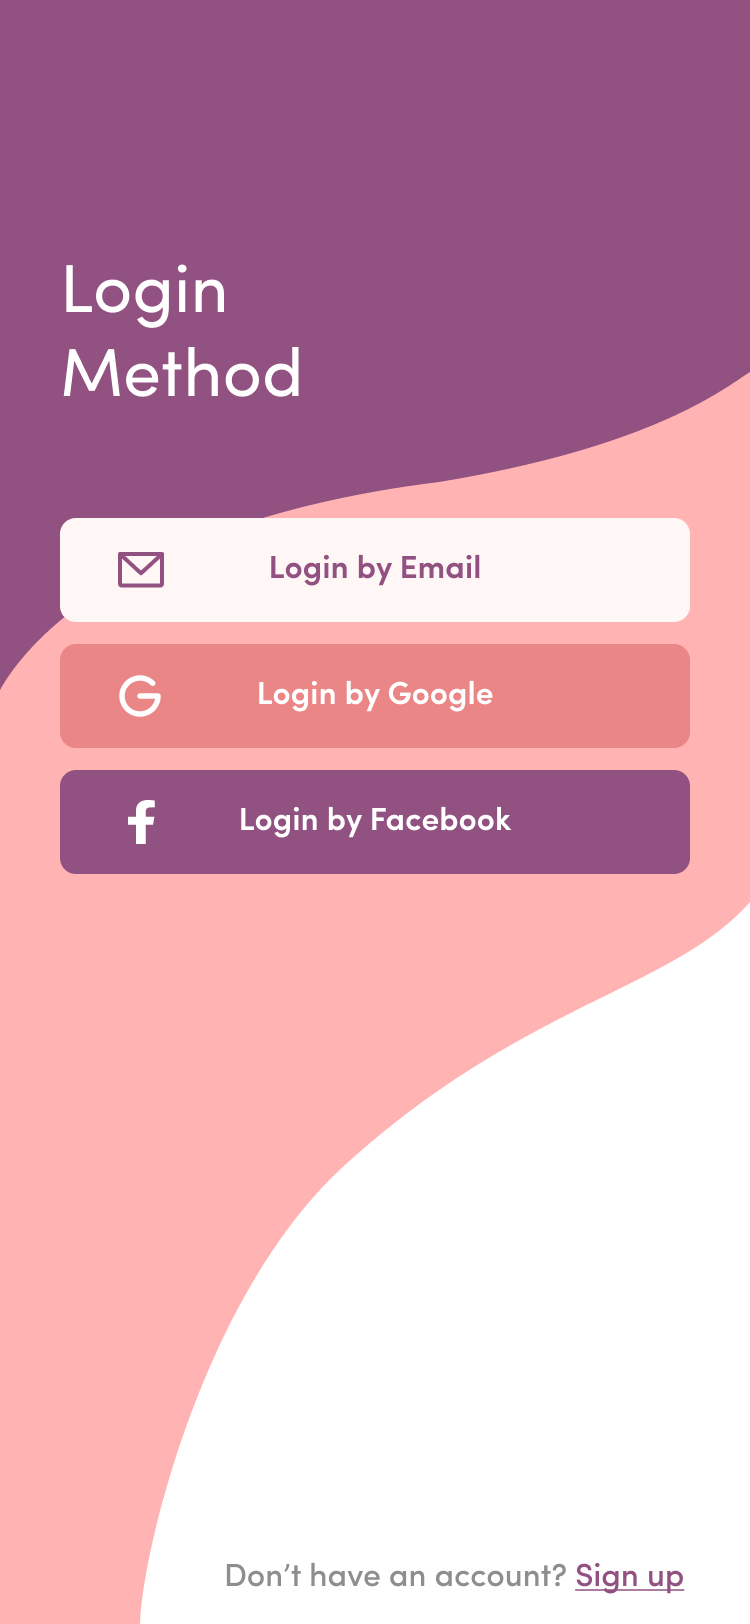 Login
Method
Login by Email
Login by Google
Login by Facebook
Don’t have an account? Sign up